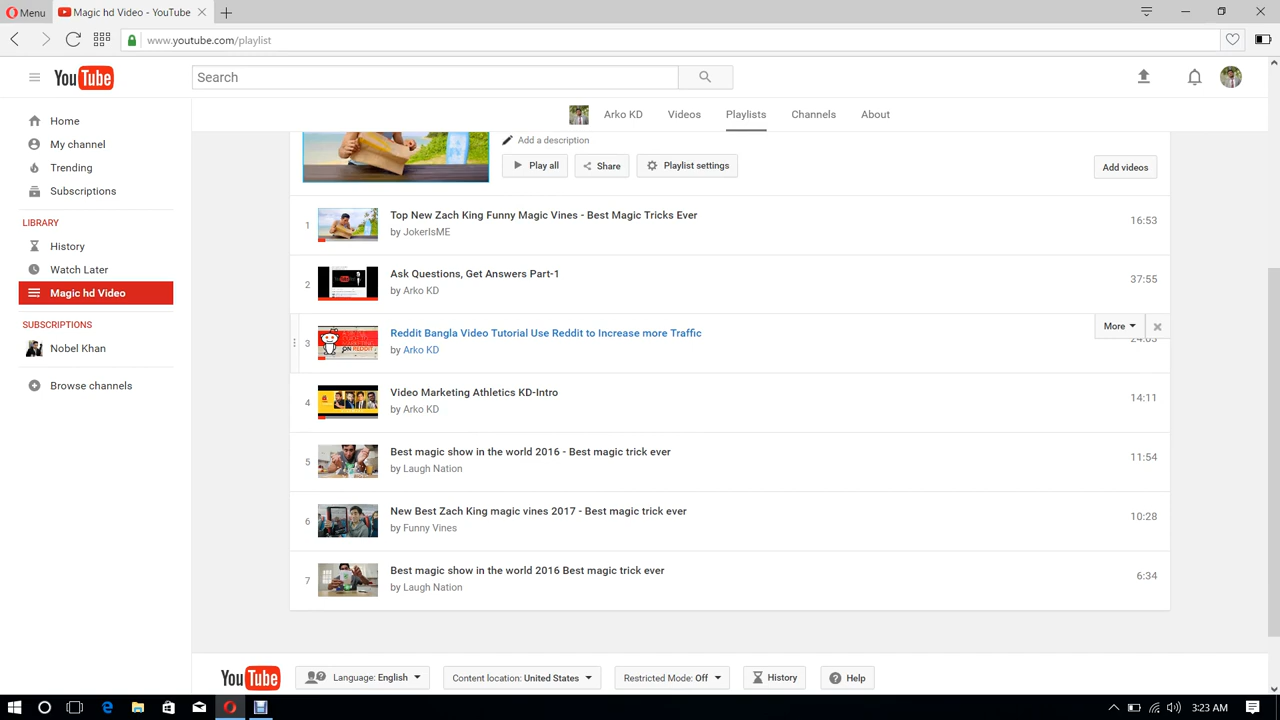 Menu
Magic hd Video - YouTube
www.youtube.com/playlist
YouTube
Search
Home
My channel
Trending
Subscriptions
LIBRARY
History
Watch Later
Magic hd Video
SUBSCRIPTIONS
Nobel Khan
Browse channels
Arko KD Videos Playlists Channels About
Add a description
Play all Share Playlist settings Add videos
1 Top New Zach King Funny Magic Vines - Best Magic Tricks Ever 16:53
by JokerIsME
2 Ask Questions, Get Answers Part-1 37:55
by Arko KD
3 Reddit Bangla Video Tutorial Use Reddit to Increase more Traffic More
by Arko KD
4 Video Marketing Athletics KD-Intro 14:11
by Arko KD
5 Best magic show in the world 2016 - Best magic trick ever 11:54
by Laugh Nation
6 New Best Zach King magic vines 2017 - Best magic trick ever 10:28
by Funny Vines
7 Best magic show in the world 2016 Best magic trick ever 6:34
by Laugh Nation
YouTube Language: English Content location: United States Restricted Mode: Off History Help
3:23 AM